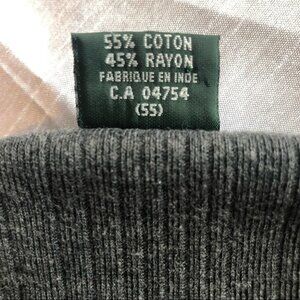 55% COTON
45% RAYON
FABRIQUE EN INDE
C.A 04754
(55)